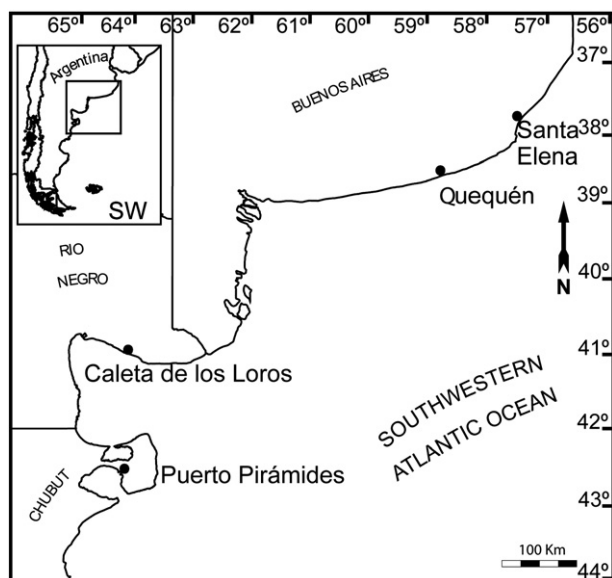 65º 64º 63º 62º 61º 60º 59º 58º 57º 56º
37º
Argentina
BUENOS AIRES
38º
Santa
Elena
SW
39º
Quequén
RIO
NEGRO
N
40º
41º
Caleta de los Loros
SOUTHWESTERN
ATLANTIC OCEAN
42º
Puerto Pirámides
CHUBUT
43º
100 Km
44º